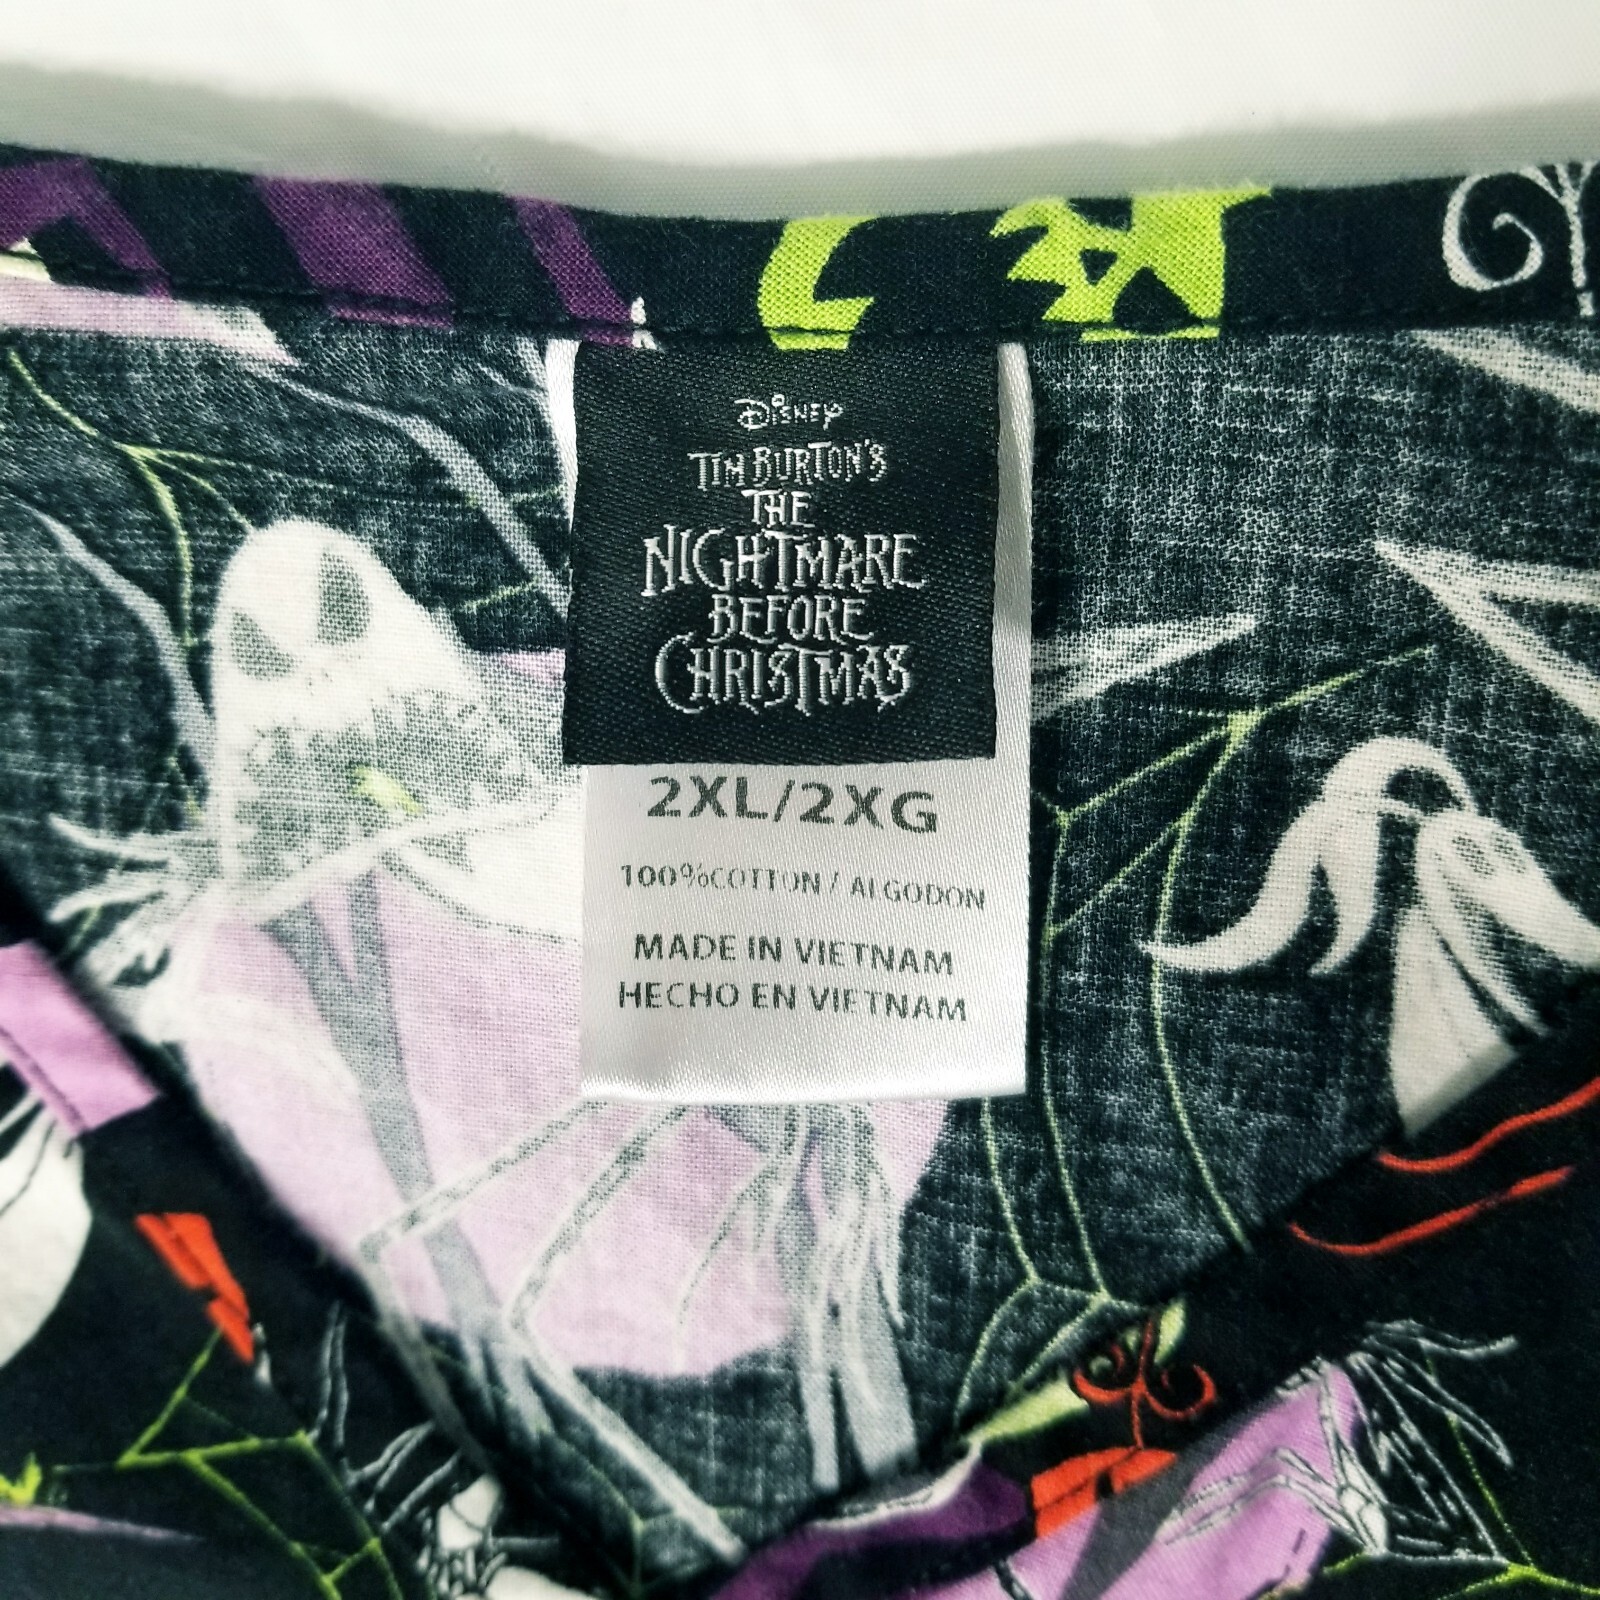 Disney
TIM BURTON'S
THE
NIGHTMARE
BEFORE
CHRISTMAS
2XL/2XG
100%COTTON / ALGODON
MADE IN VIETNAM
HECHO EN VIETNAM